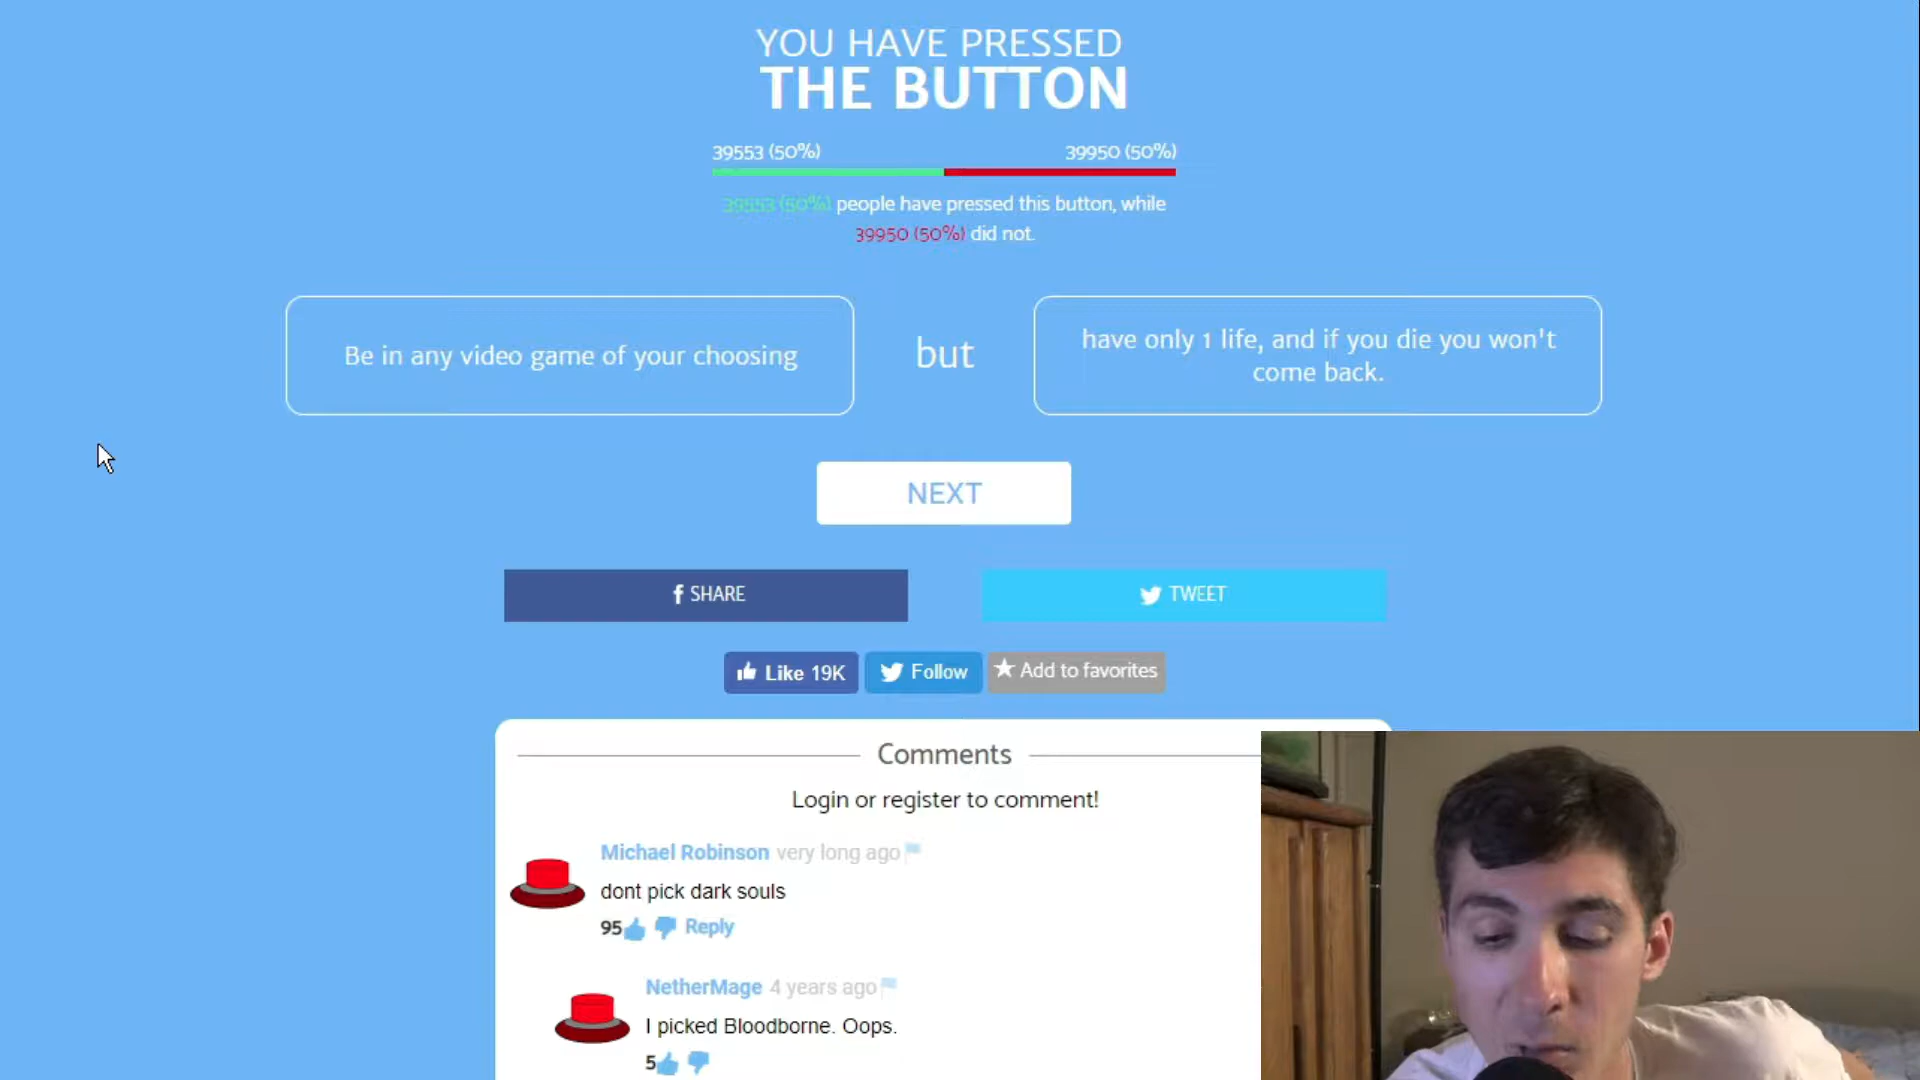 YOU HAVE PRESSED
THE BUTTON
39553 (50%) 39950 (50%)
39553 (50%) people have pressed this button, while
39950 (50%) did not.
Be in any video game of your choosing
but
have only 1 life, and if you die you won't
come back.
NEXT
SHARE
TWEET
Like 19K
Follow
Add to favorites
Comments
Login or register to comment!
Michael Robinson very long ago
dont pick dark souls
95 Reply
NetherMage 4 years ago
I picked Bloodborne. Oops.
5